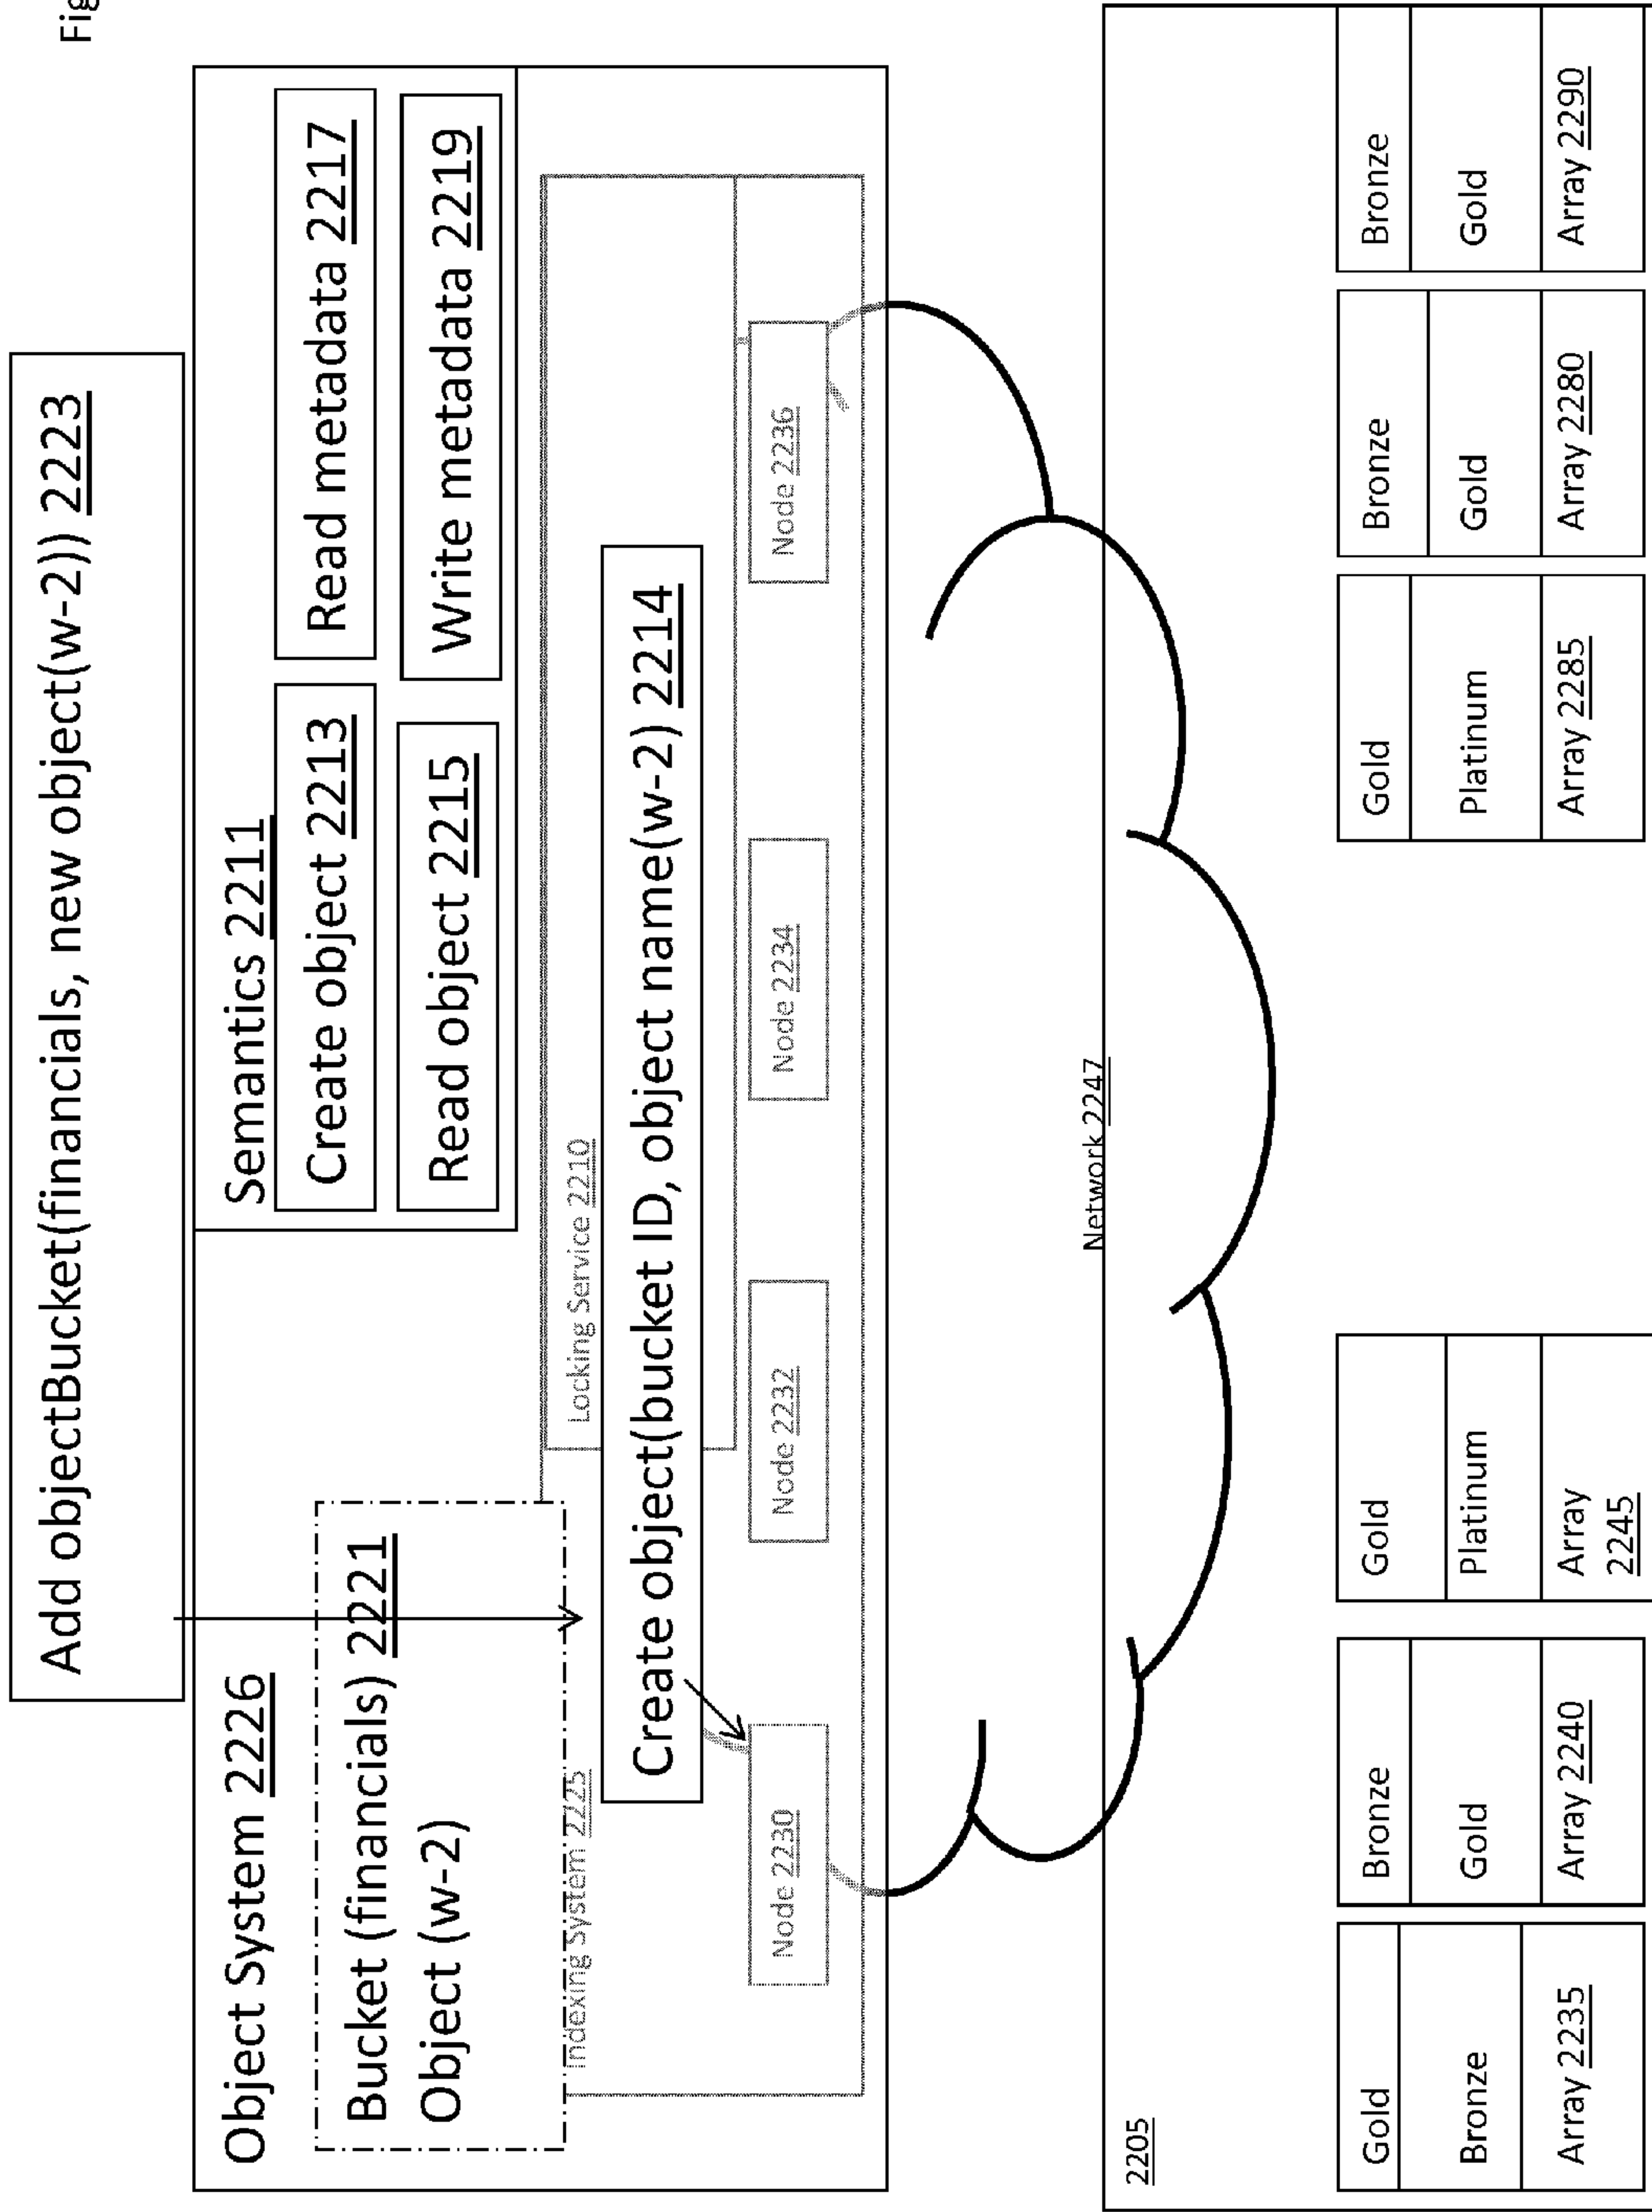 Fig
Add objectBucket(financials, new object(w-2)) 2223
Object System 2226
Semantics 2211
Create object 2213
Read metadata 2217
Read object 2215
Write metadata 2219
Bucket (financials) 2221
Object (w-2)
Indexing System 2225
Locking Service 2210
Create object(bucket ID, object name(w-2) 2214
Node 2230
Node 2232
Node 2234
Node 2236
Network 2247
2205
Gold
Bronze
Array 2235
Bronze
Gold
Array 2240
Gold
Platinum
Array
2245
Gold
Platinum
Array 2285
Bronze
Gold
Array 2280
Bronze
Gold
Array 2290